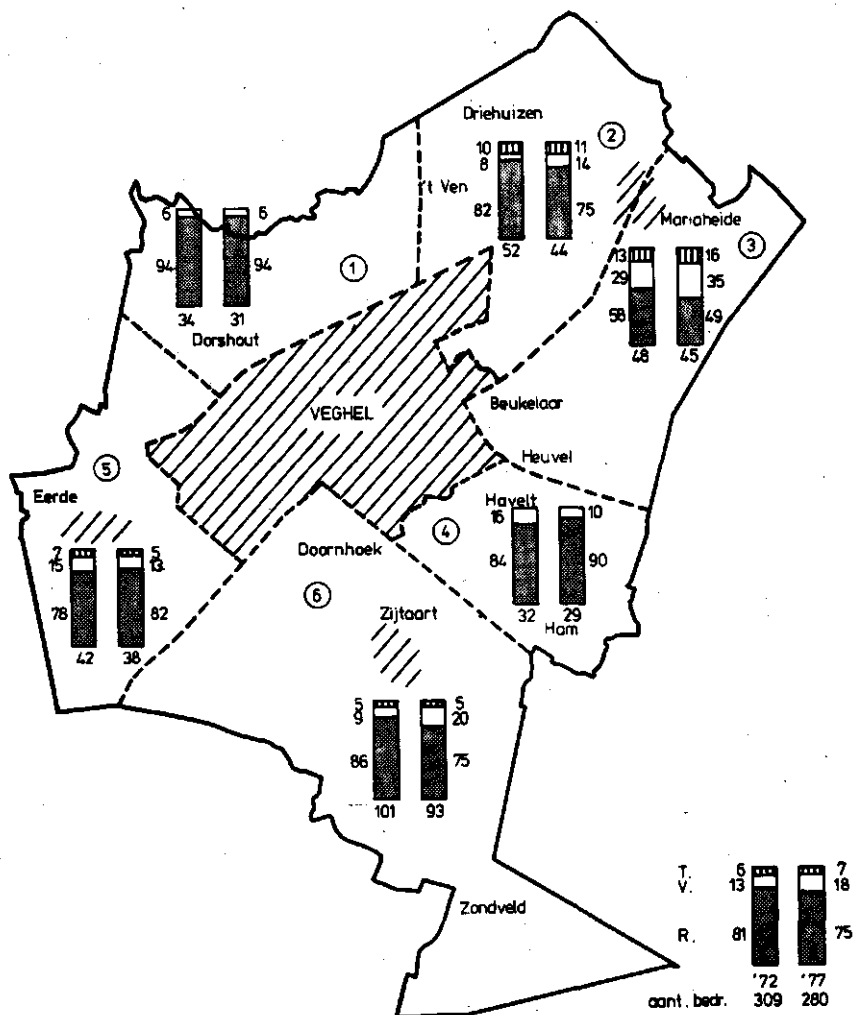 Driehuizen
2
10 11
8 14
't Ven
82 75
52 44
Mariaheide
3
13 16
29 35
58 49
48 45
6 6
94 94
34 31
1
Dorshout
VEGHEL
Beukelaar
Heuvel
5
Eerde
7 5
15 13
78 82
42 38
Havelt
4
16 10
84 90
32 29
Ham
Doornhoek
6
Zijtaart
5 5
9 20
86 75
101 93
Zondveld
T. 6 7
V. 13 18
R. 81 75
'72 '77
aant. bedr. 309 280